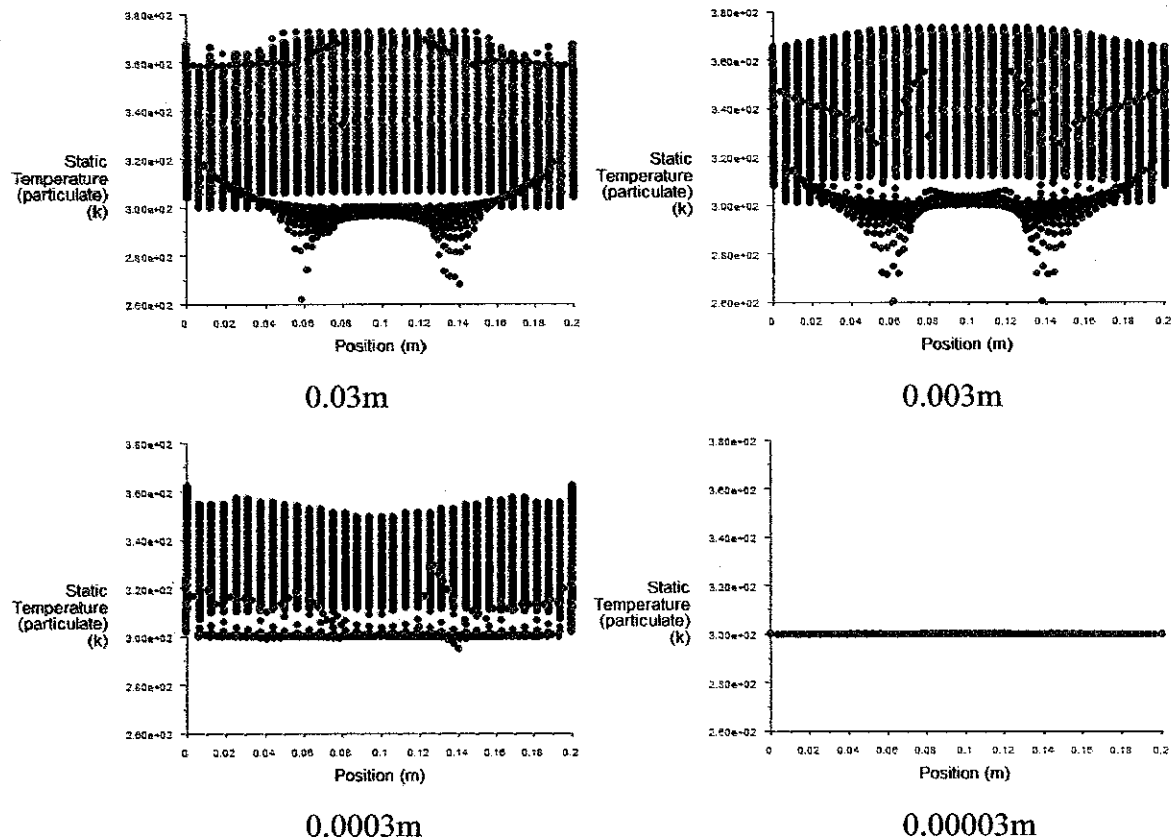 3.80e+02
3.60e+02
3.40e+02
3.20e+02
3.00e+02
2.80e+02
2.60e+02
Static
Temperature
(particulate)
(k)
0 0.02 0.04 0.06 0.08 0.1 0.12 0.14 0.16 0.18 0.2
Position (m)
0.03m
3.80e+02
3.60e+02
3.40e+02
3.20e+02
3.00e+02
2.80e+02
2.60e+02
Static
Temperature
(particulate)
(k)
0 0.02 0.04 0.06 0.08 0.1 0.12 0.14 0.16 0.18 0.2
Position (m)
0.003m
3.80e+02
3.60e+02
3.40e+02
3.20e+02
3.00e+02
2.80e+02
2.60e+02
Static
Temperature
(particulate)
(k)
0 0.02 0.04 0.06 0.08 0.1 0.12 0.14 0.16 0.18 0.2
Position (m)
0.0003m
3.80e+02
3.60e+02
3.40e+02
3.20e+02
3.00e+02
2.80e+02
2.60e+02
Static
Temperature
(particulate)
(k)
0 0.02 0.04 0.06 0.08 0.1 0.12 0.14 0.16 0.18 0.2
Position (m)
0.00003m